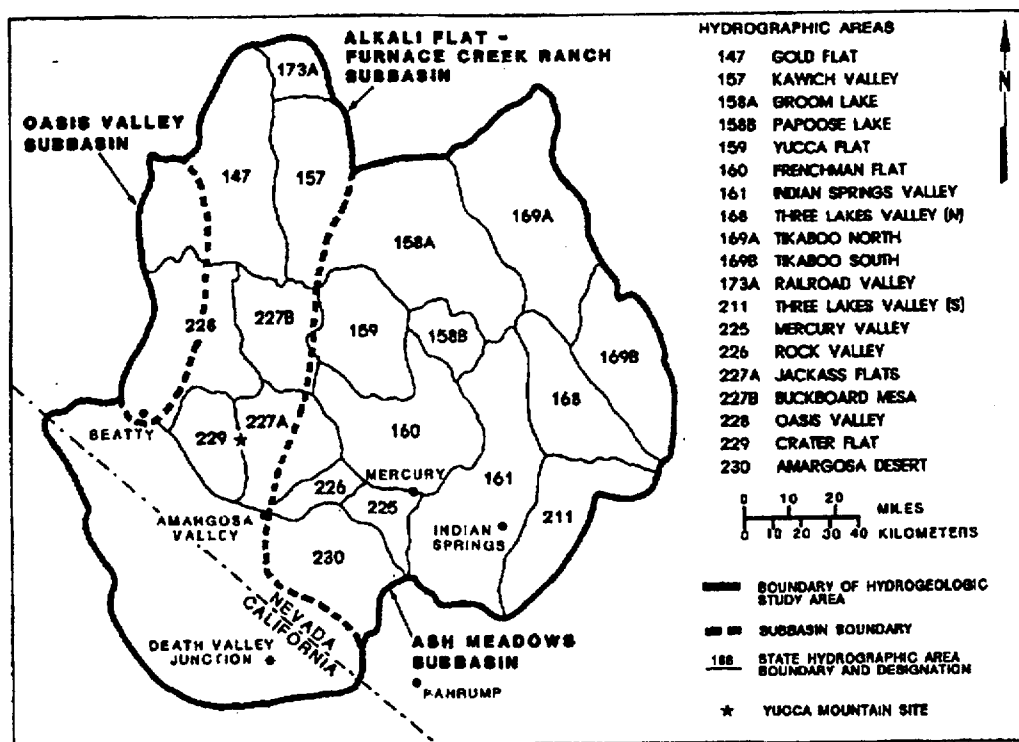 ALKALI FLAT -
FURNACE CREEK RANCH
SUBBASIN
OASIS VALLEY
SUBBASIN
173A
147
157
169A
158A
228
227B
159
158B
169B
168
BEATTY
229
227A
160
MERCURY
226
225
161
211
AMARGOSA
VALLEY
INDIAN
SPRINGS
230
NEVADA
CALIFORNIA
DEATH VALLEY
JUNCTION
ASH MEADOWS
SUBBASIN
PAHRUMP
HYDROGRAPHIC AREAS
147 GOLD FLAT
157 KAWICH VALLEY
158A GROOM LAKE
158B PAPOOSE LAKE
159 YUCCA FLAT
160 FRENCHMAN FLAT
161 INDIAN SPRINGS VALLEY
168 THREE LAKES VALLEY (N)
169A TIKABOO NORTH
169B TIKABOO SOUTH
173A RAILROAD VALLEY
211 THREE LAKES VALLEY (S)
225 MERCURY VALLEY
226 ROCK VALLEY
227A JACKASS FLATS
227B BUCKBOARD MESA
228 OASIS VALLEY
229 CRATER FLAT
230 AMARGOSA DESERT
N
0 10 20
MILES
0 10 20 30 40 KILOMETERS
BOUNDARY OF HYDROGEOLOGIC
STUDY AREA
SUBBASIN BOUNDARY
168 STATE HYDROGRAPHIC AREA
BOUNDARY AND DESIGNATION
YUCCA MOUNTAIN SITE